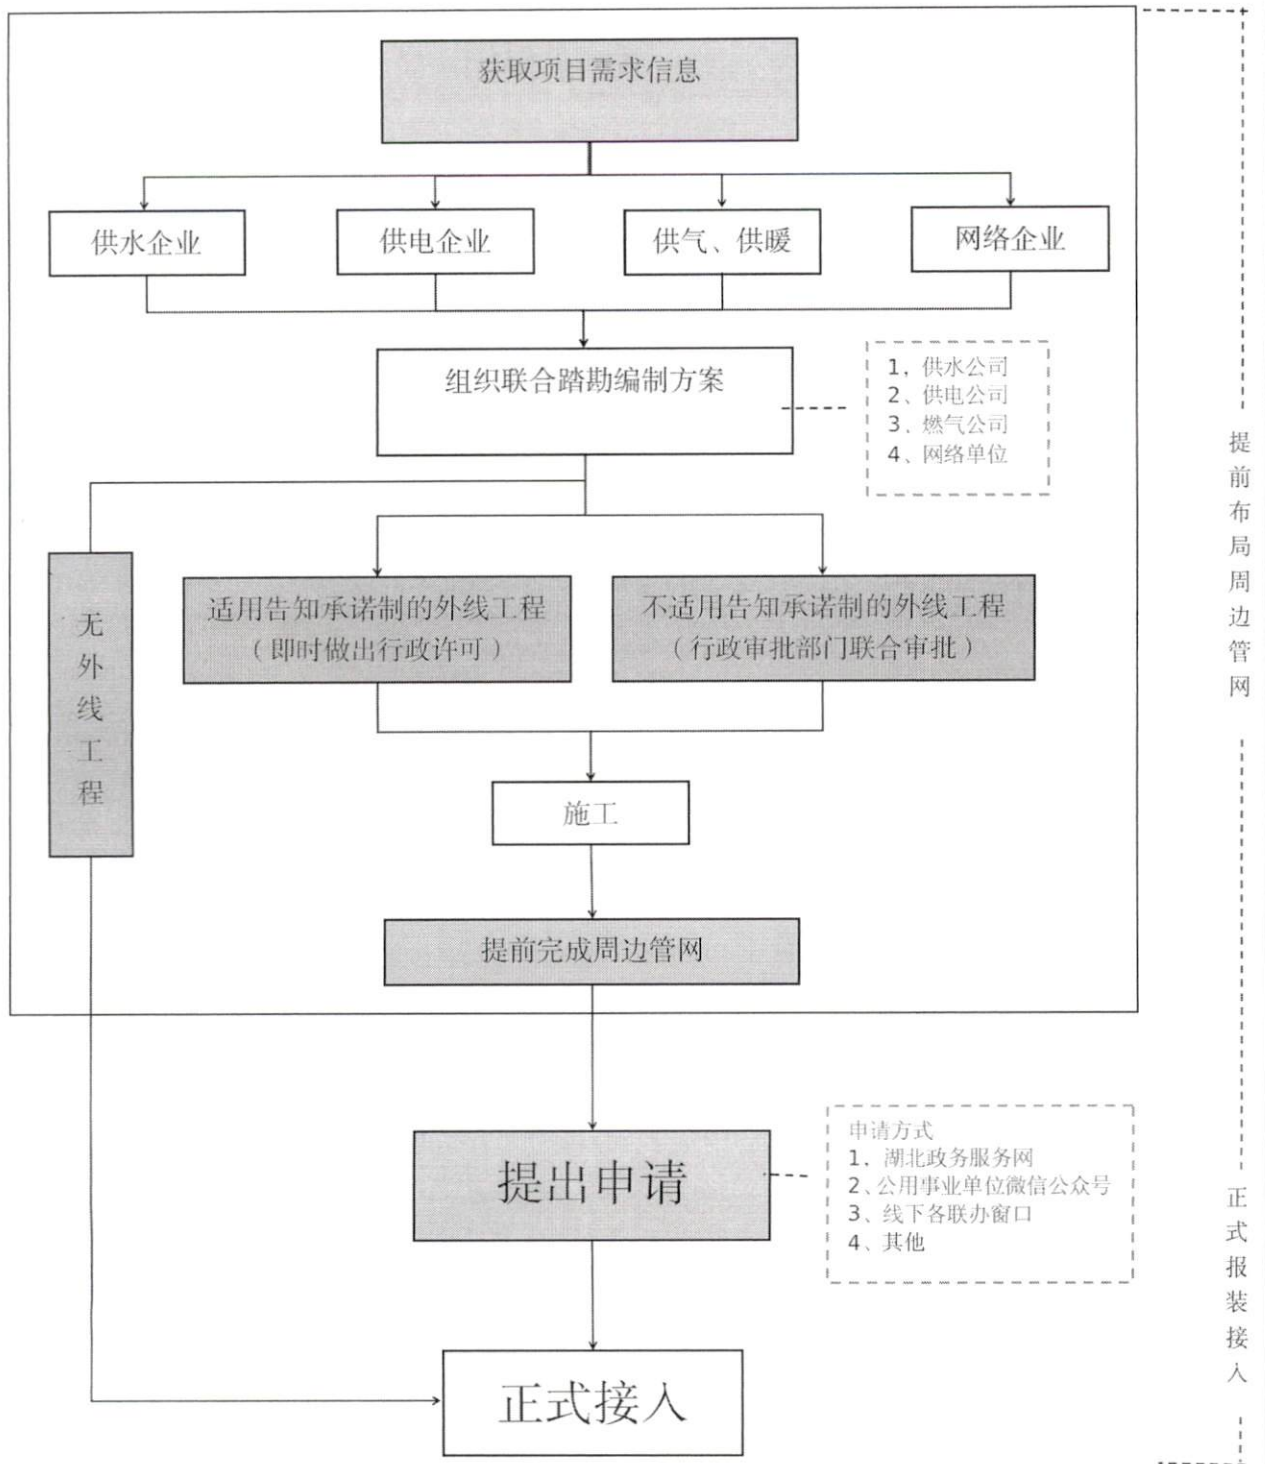 获取项目需求信息
供水企业
供电企业
供气、供暖
网络企业
组织联合踏勘编制方案
1，供水公司
2、供电公司
3、燃气公司
4、网络单位
提前布局周边管网
无外线工程
适用告知承诺制的外线工程
（即时做出行政许可）
不适用告知承诺制的外线工程
（行政审批部门联合审批）
施工
提前完成周边管网
提出申请
申请方式
1，湖北政务服务网
2、公用事业单位微信公众号
3、线下各联办窗口
4、其他
正式报装接入
正式接入